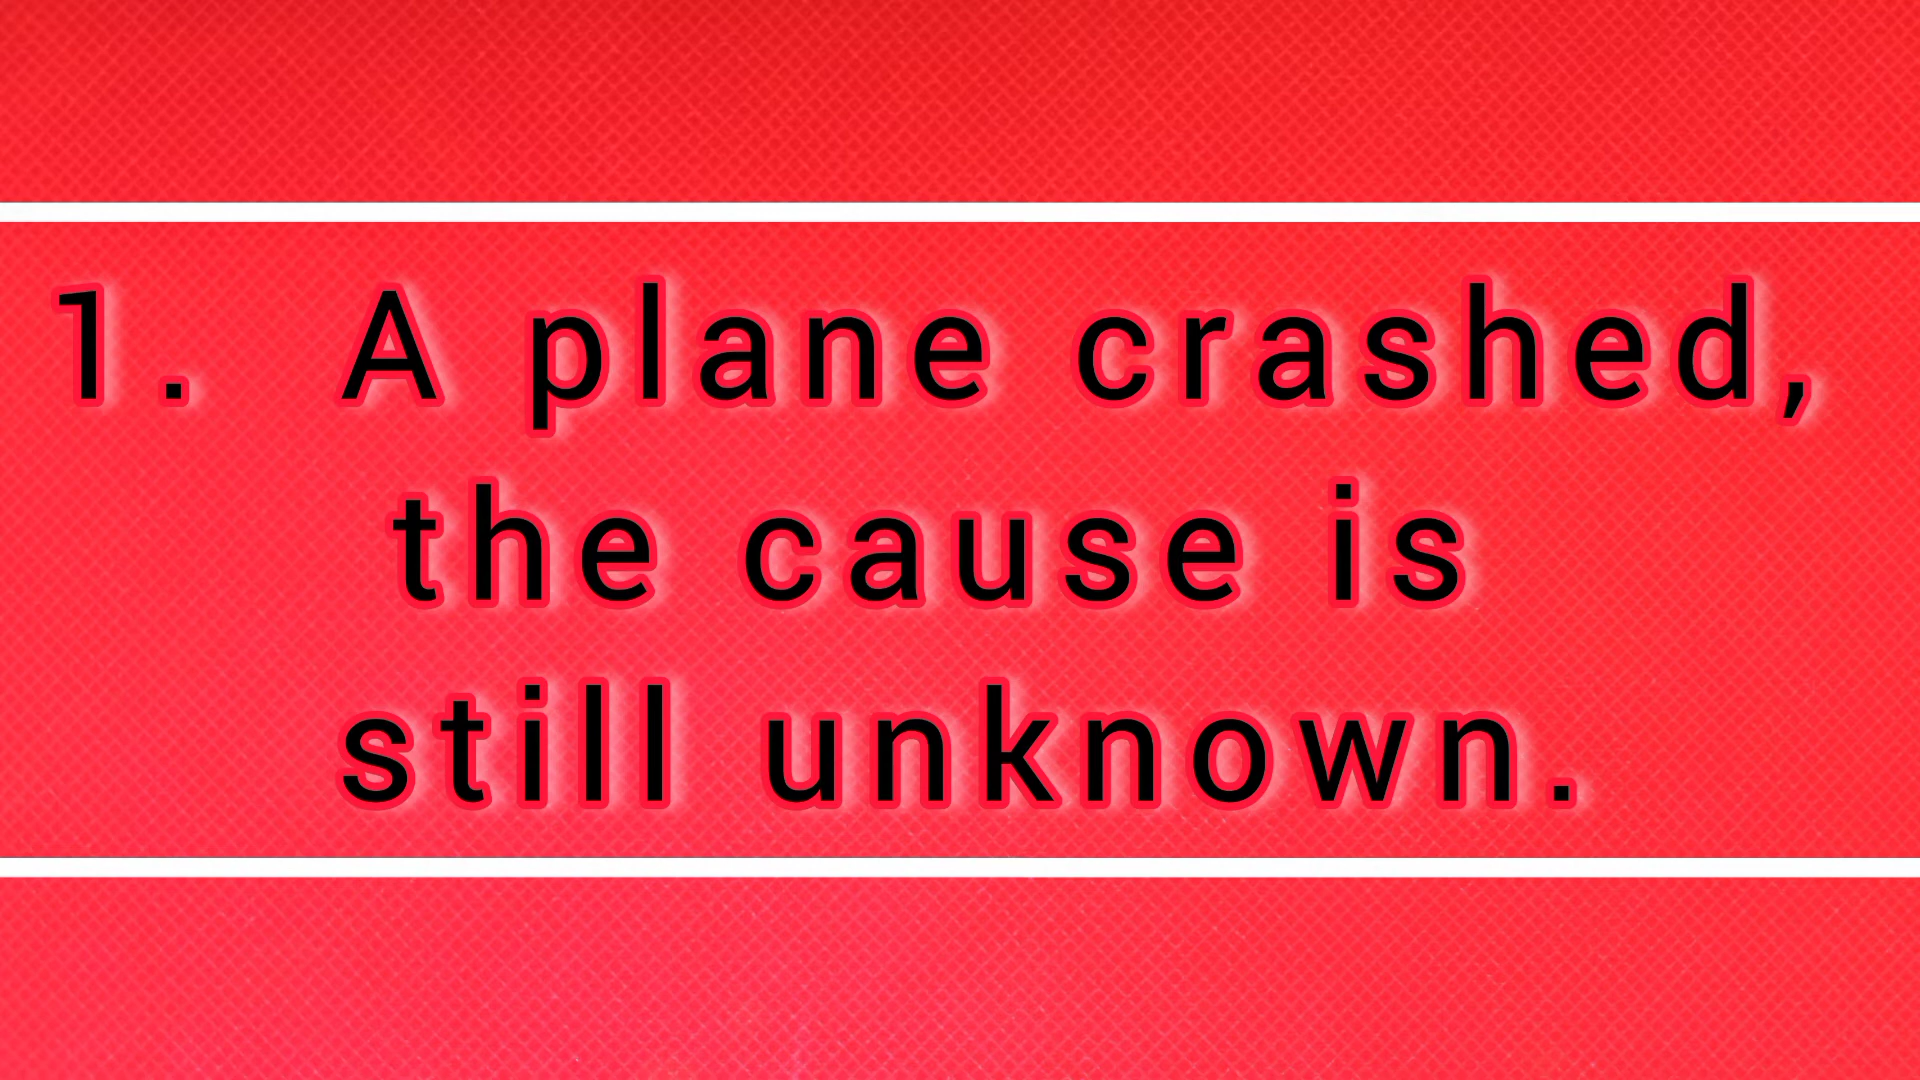 1. A plane crashed,
the cause is
still unknown.